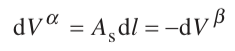 dV^α = A_s dl = –dV^β